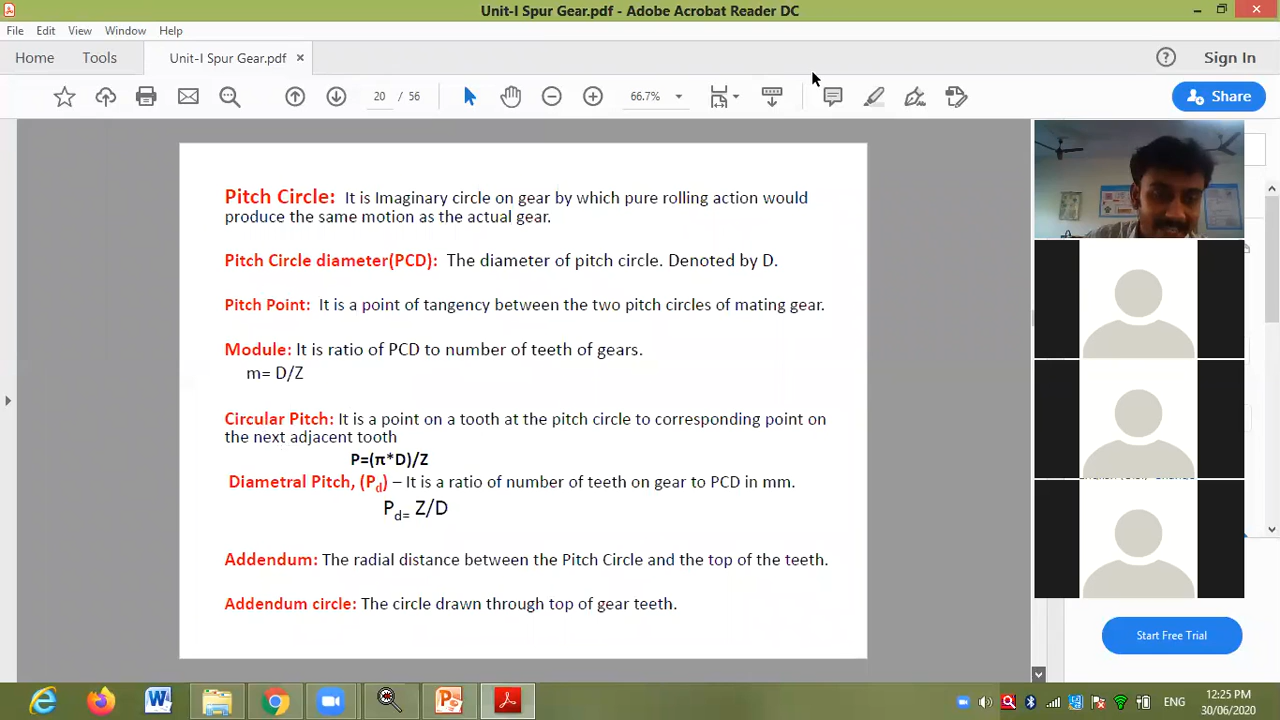 Unit-I Spur Gear.pdf - Adobe Acrobat Reader DC
File Edit View Window Help
Home Tools Unit-I Spur Gear.pdf × Sign In
20 / 56 66.7% Share
Pitch Circle: It is Imaginary circle on gear by which pure rolling action would
produce the same motion as the actual gear.
Pitch Circle diameter(PCD): The diameter of pitch circle. Denoted by D.
Pitch Point: It is a point of tangency between the two pitch circles of mating gear.
Module: It is ratio of PCD to number of teeth of gears.
m= D/Z
Circular Pitch: It is a point on a tooth at the pitch circle to corresponding point on
the next adjacent tooth
P=(π*D)/Z
Diametral Pitch, (Pd) – It is a ratio of number of teeth on gear to PCD in mm.
Pd= Z/D
Addendum: The radial distance between the Pitch Circle and the top of the teeth.
Addendum circle: The circle drawn through top of gear teeth.
Start Free Trial
ENG 12:25 PM
30/06/2020